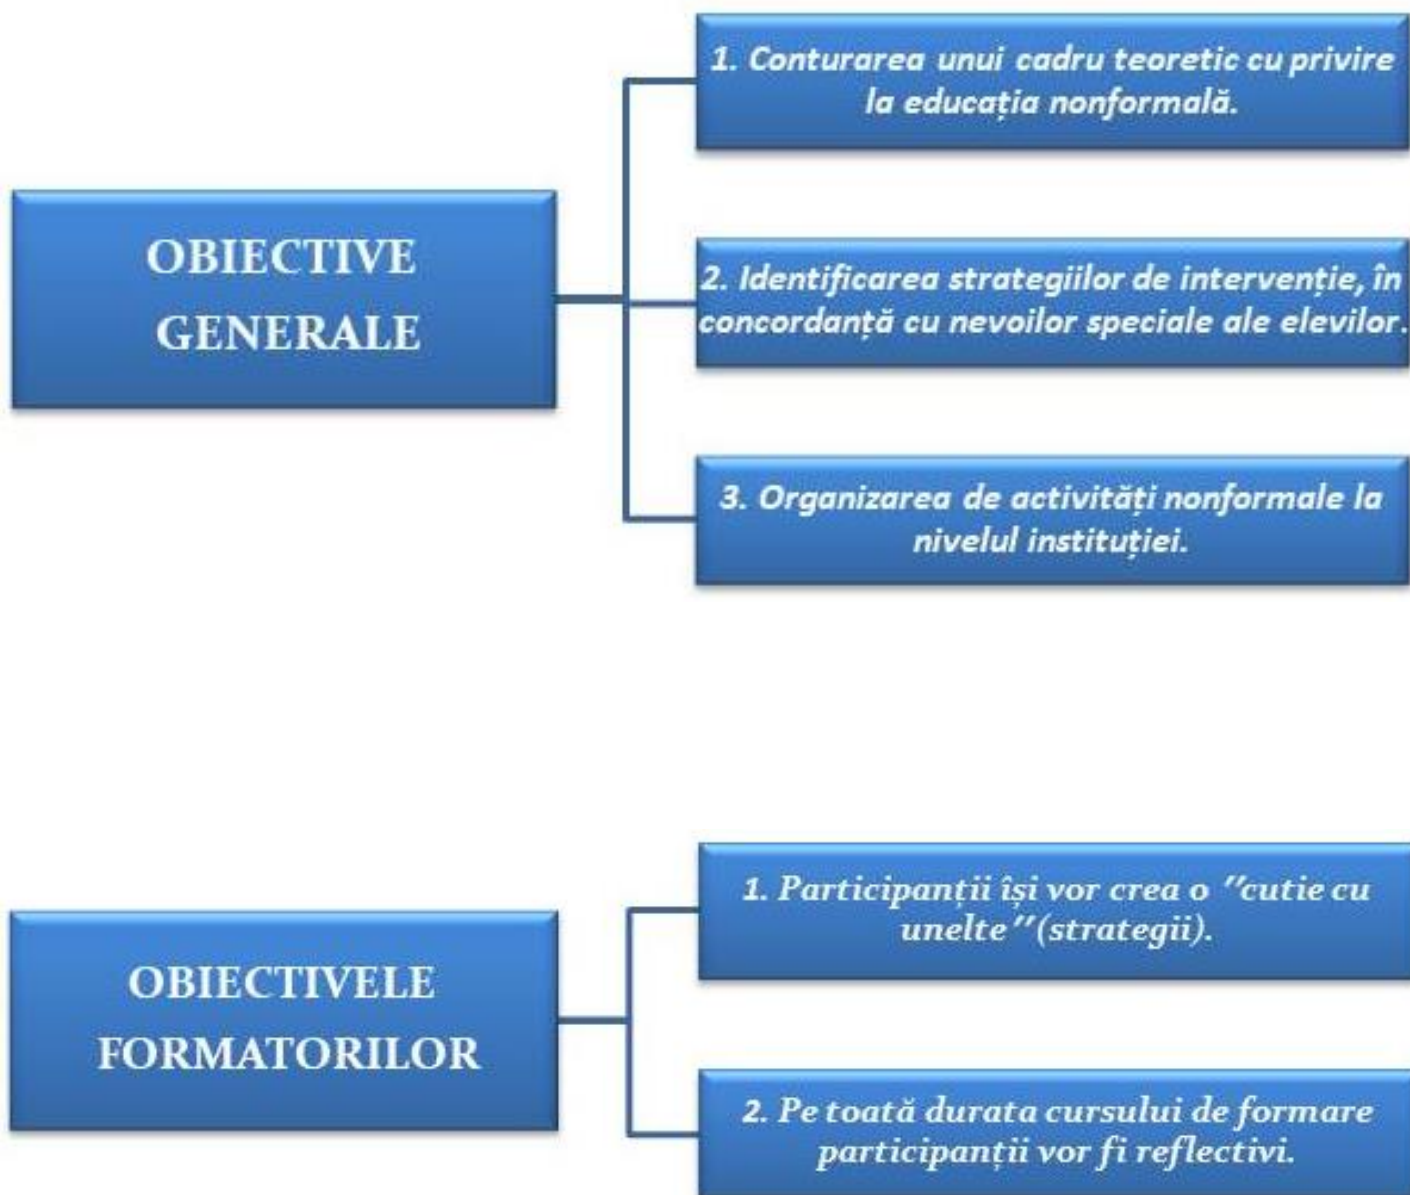 OBIECTIVE
GENERALE
1. Conturarea unui cadru teoretic cu privire
la educația nonformală.
2. Identificarea strategiilor de intervenție, în
concordanță cu nevoilor speciale ale elevilor.
3. Organizarea de activități nonformale la
nivelul instituției.
OBIECTIVELE
FORMATORILOR
1. Participanții își vor crea o ”cutie cu
unelte”(strategii).
2. Pe toată durata cursului de formare
participanții vor fi reflectivi.